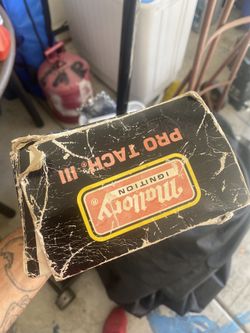 PRO TACH. III
Mallory
IGNITION
®